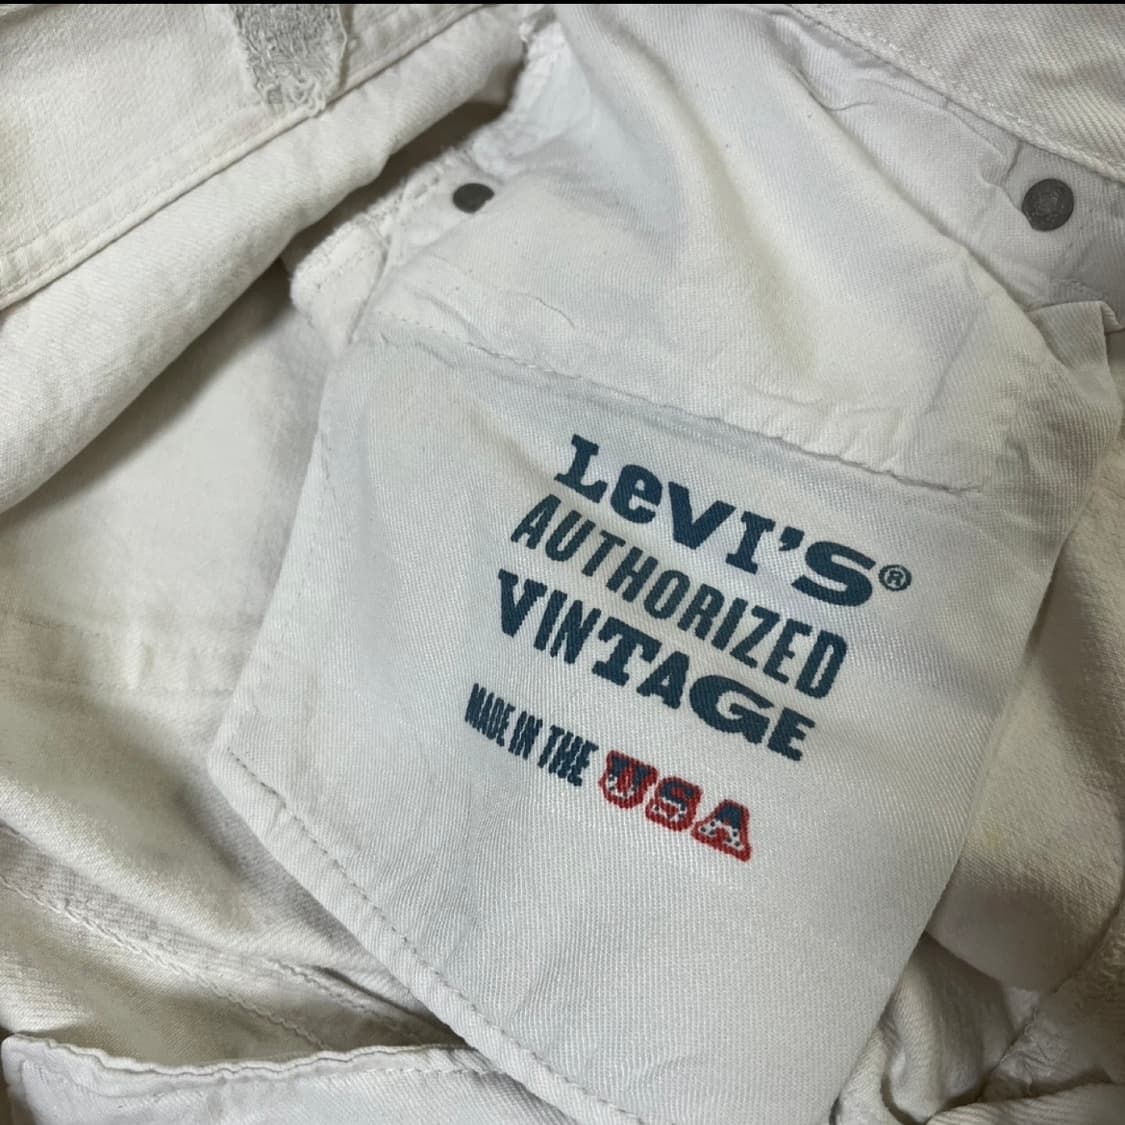 LeVI'S®
AUTHORIZED
VINTAGE
MADE IN THE USA